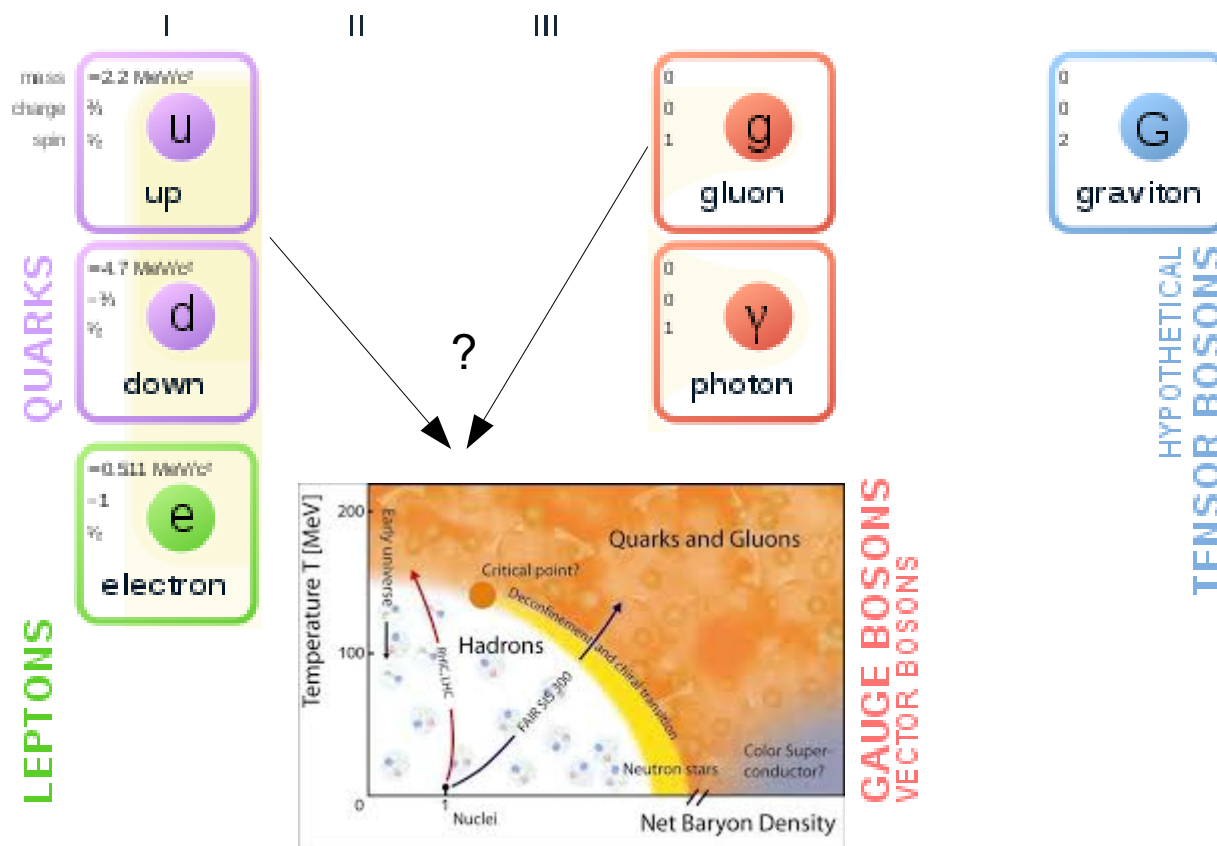 I II III
mass ≈2.2 MeV/c²
charge ⅔
spin ½
u
up
≈4.7 MeV/c²
-⅓
½
d
down
≈0.511 MeV/c²
-1
½
e
electron
QUARKS
LEPTONS
0
0
1
g
gluon
0
0
1
γ
photon
GAUGE BOSONS
VECTOR BOSONS
0
0
2
G
graviton
HYPOTHETICAL
TENSOR BOSONS
?
Temperature T [MeV]
200
100
0
1
Early universe
Quarks and Gluons
Critical point?
Deconfinement and chiral transition
Hadrons
RHIC, LHC
FAIR SIS 300
Neutron stars
Color Super-
conductor?
Nuclei
Net Baryon Density